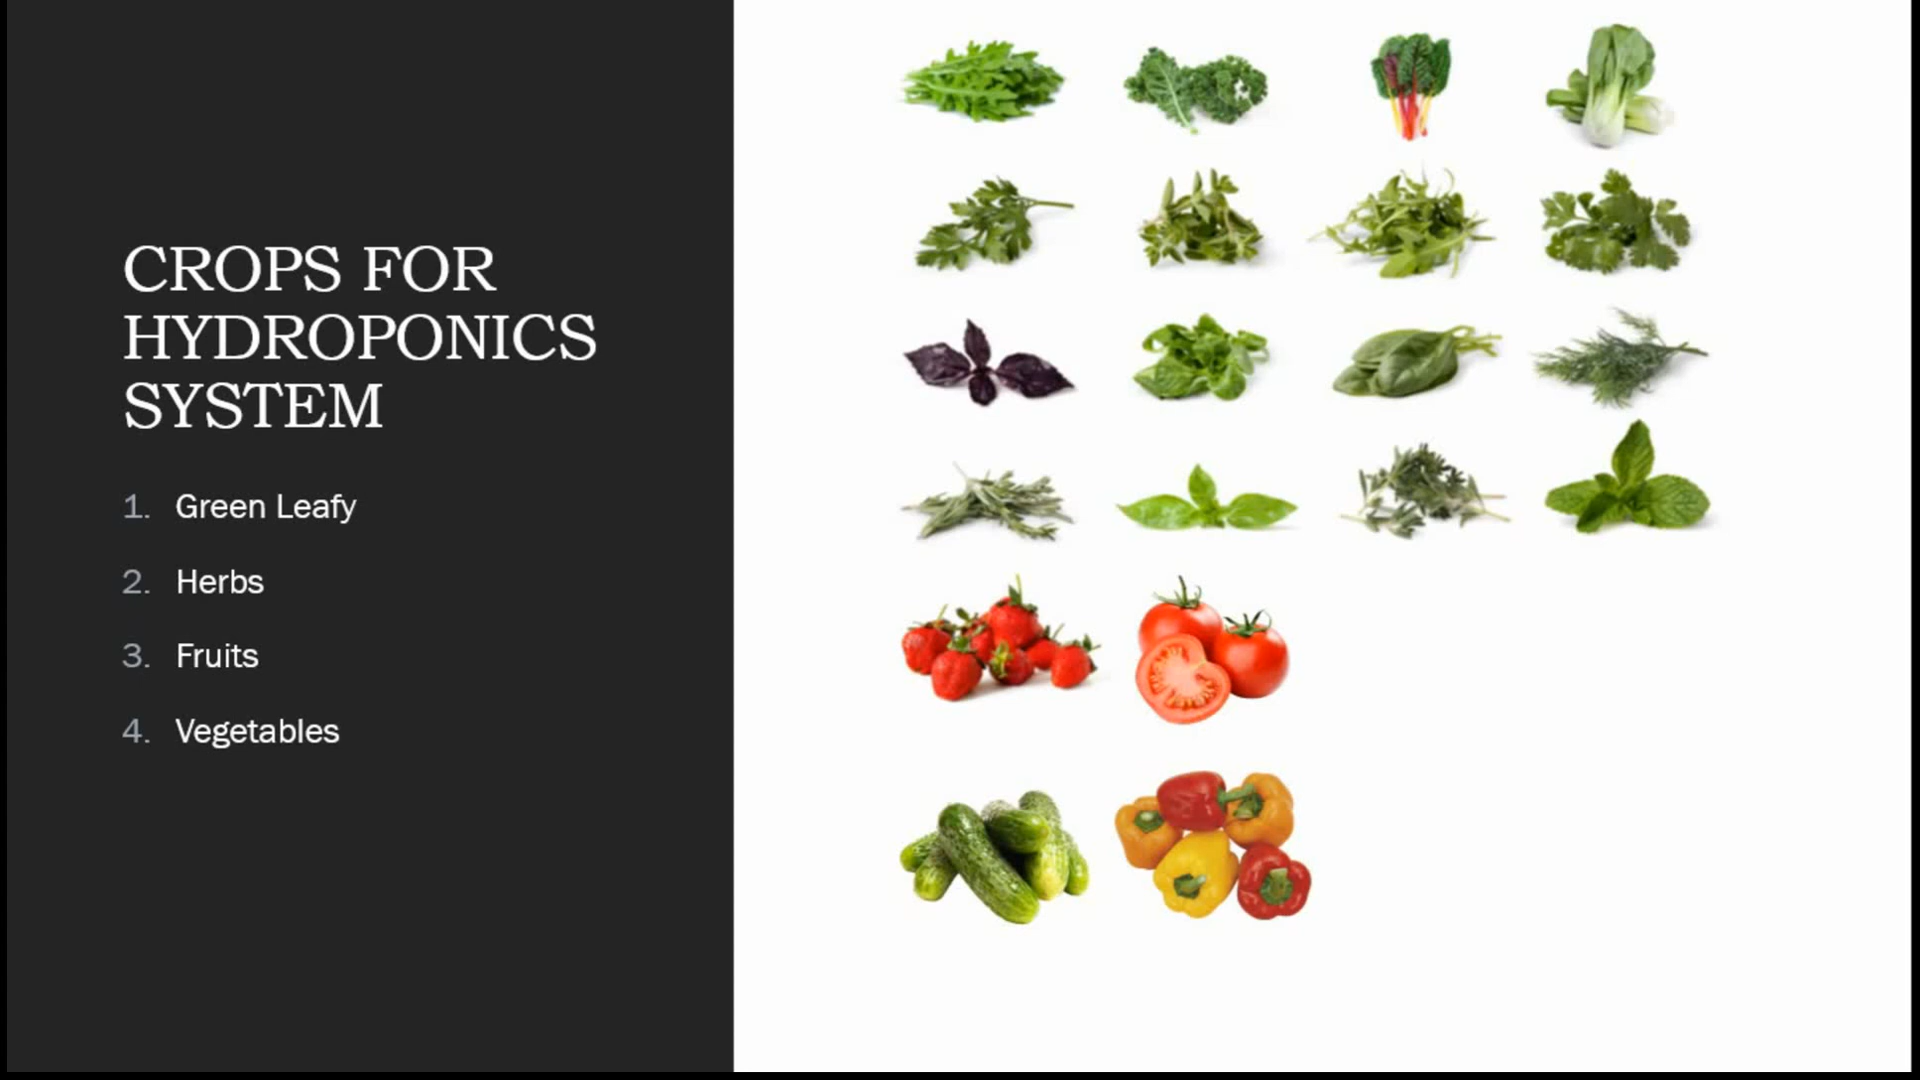 CROPS FOR
HYDROPONICS
SYSTEM
1. Green Leafy
2. Herbs
3. Fruits
4. Vegetables